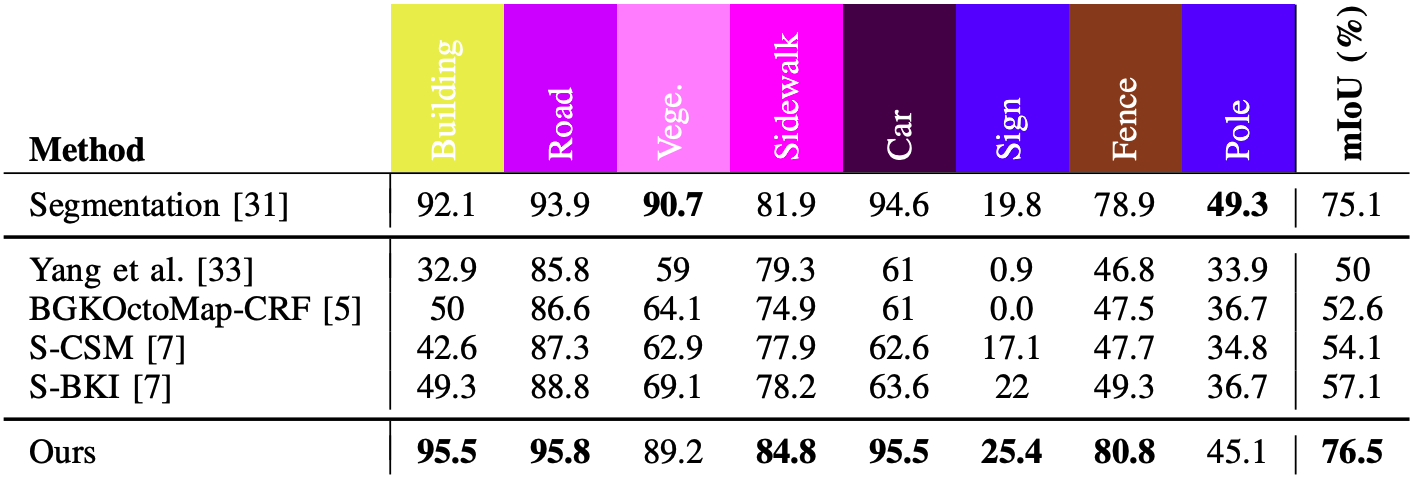 Method Building Road Vege. Sidewalk Car Sign Fence Pole mIoU (%)
Segmentation [31] 92.1 93.9 90.7 81.9 94.6 19.8 78.9 49.3 75.1
Yang et al. [33] 32.9 85.8 59 79.3 61 0.9 46.8 33.9 50
BGKOctoMap-CRF [5] 50 86.6 64.1 74.9 61 0.0 47.5 36.7 52.6
S-CSM [7] 42.6 87.3 62.9 77.9 62.6 17.1 47.7 34.8 54.1
S-BKI [7] 49.3 88.8 69.1 78.2 63.6 22 49.3 36.7 57.1
Ours 95.5 95.8 89.2 84.8 95.5 25.4 80.8 45.1 76.5